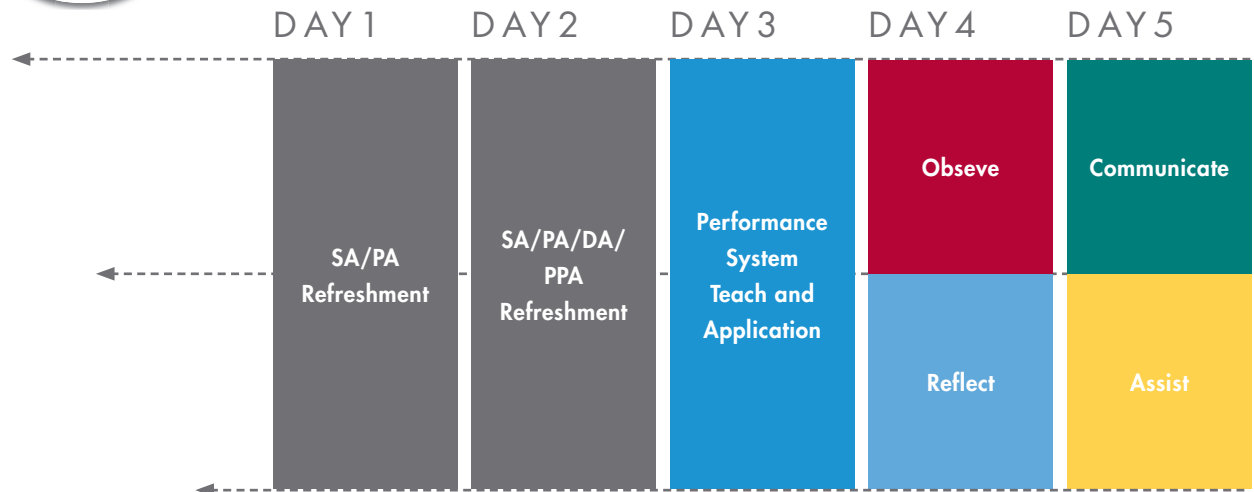 DAY1
DAY2
DAY3
DAY4
DAY5
SA/PA
Refreshment
SA/PA/DA/
PPA
Refreshment
Performance
System
Teach and
Application
Obseve
Reflect
Communicate
Assist